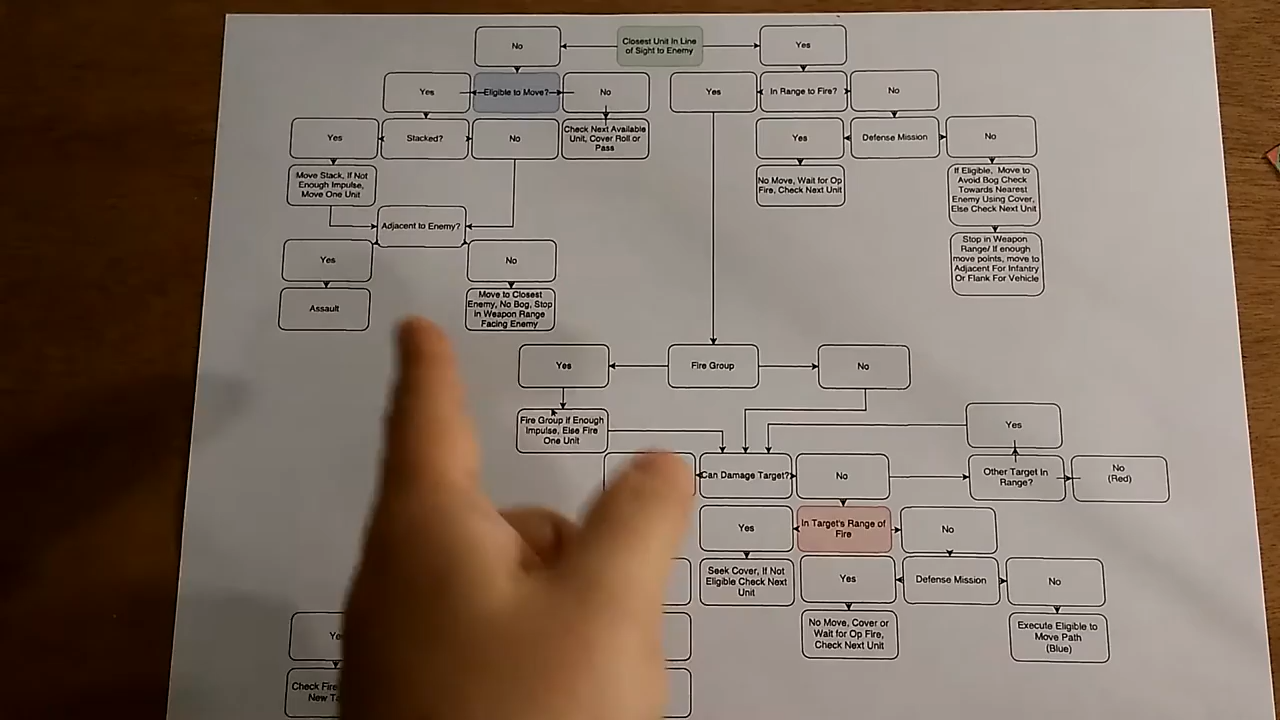 No
Closest Unit In Line
of Sight to Enemy
Yes
Yes
Eligible to Move?
No
Yes
In Range to Fire?
No
Yes
Stacked?
No
Check Next Available
Unit, Cover Roll or
Pass
Yes
Defense Mission
No
Move Stack, If Not
Enough Impulse,
Move One Unit
No Move, Wait for Op
Fire, Check Next Unit
If Eligible, Move to
Avoid Bog Check
Towards Nearest
Enemy Using Cover,
Else Check Next Unit
Adjacent to Enemy?
Yes
No
Stop in Weapon
Range/ If enough
move points, move to
Adjacent For Infantry
Or Flank For Vehicle
Assault
Move to Closest
Enemy, No Bog, Stop
In Weapon Range
Facing Enemy
Yes
Fire Group
No
Fire Group if Enough
Impulse, Else Fire
One Unit
Yes
Can Damage Target?
No
Other Target In
Range?
No
(Red)
Yes
In Target's Range of
Fire
No
Seek Cover, If Not
Eligible Check Next
Unit
Yes
Defense Mission
No
No Move, Cover or
Wait for Op Fire,
Check Next Unit
Execute Eligible to
Move Path
(Blue)
Check Fire
New